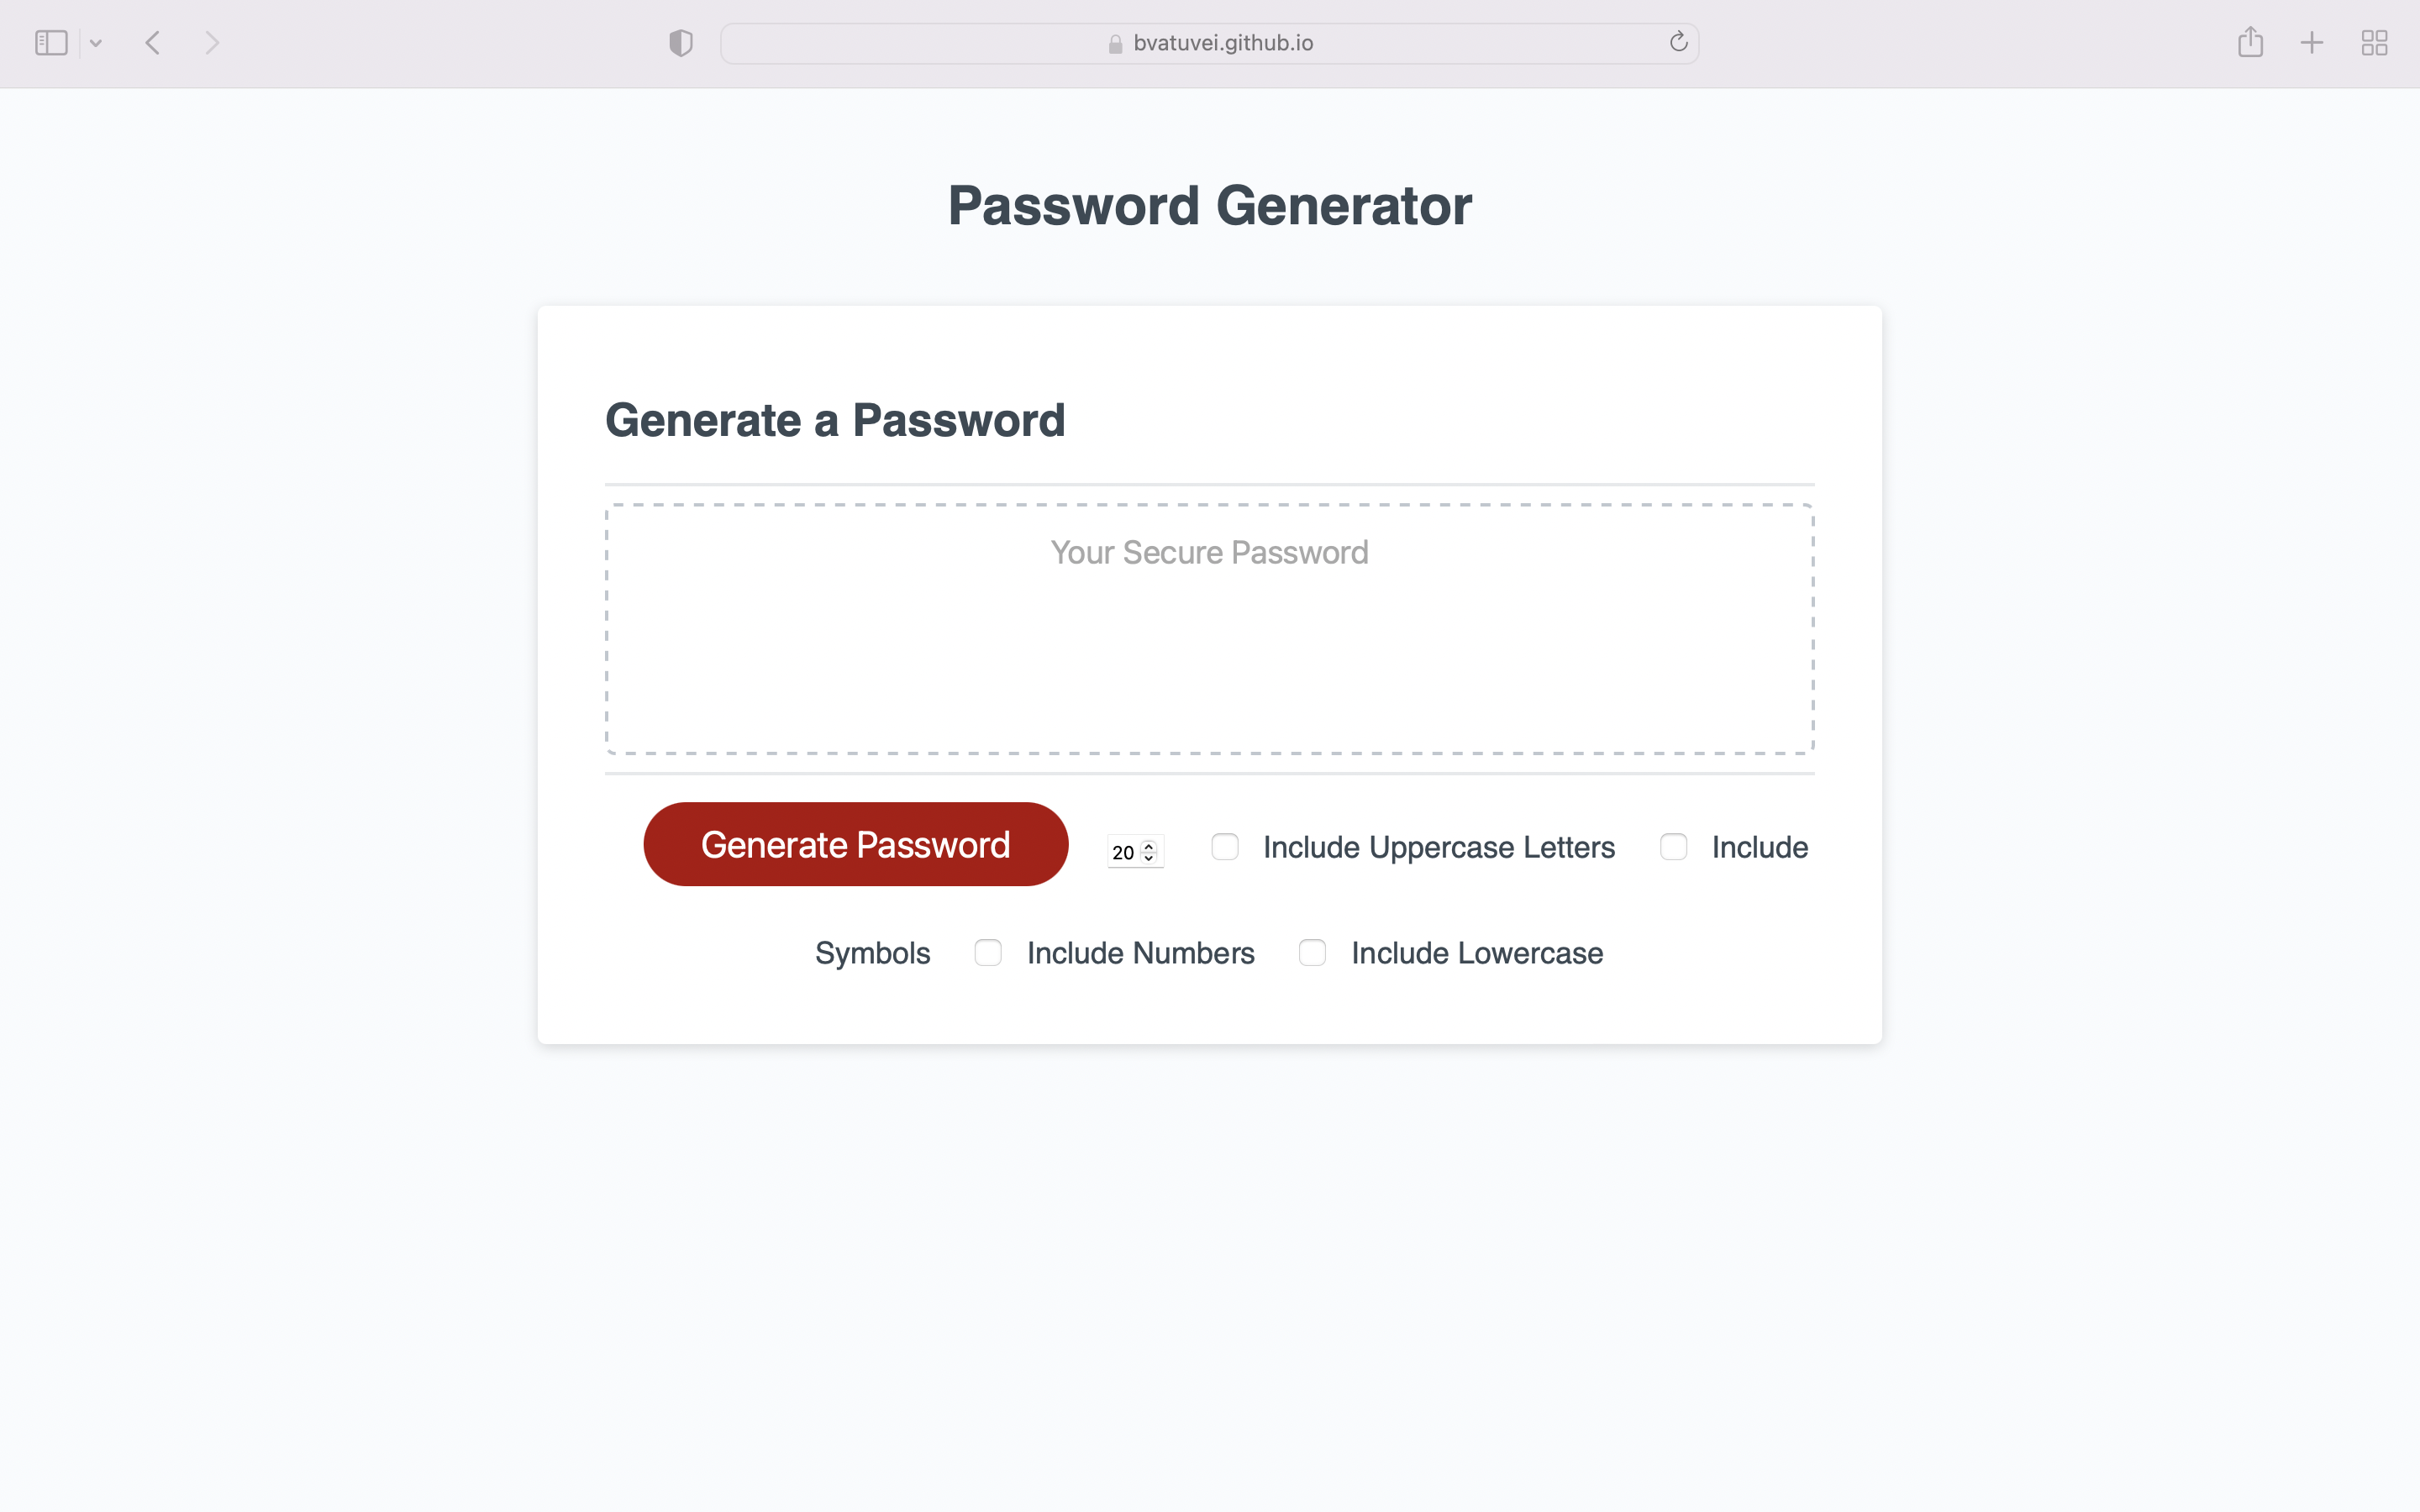 bvatuvei.github.io
Password Generator
Generate a Password
Your Secure Password
Generate Password 20 Include Uppercase Letters Include
Symbols Include Numbers Include Lowercase